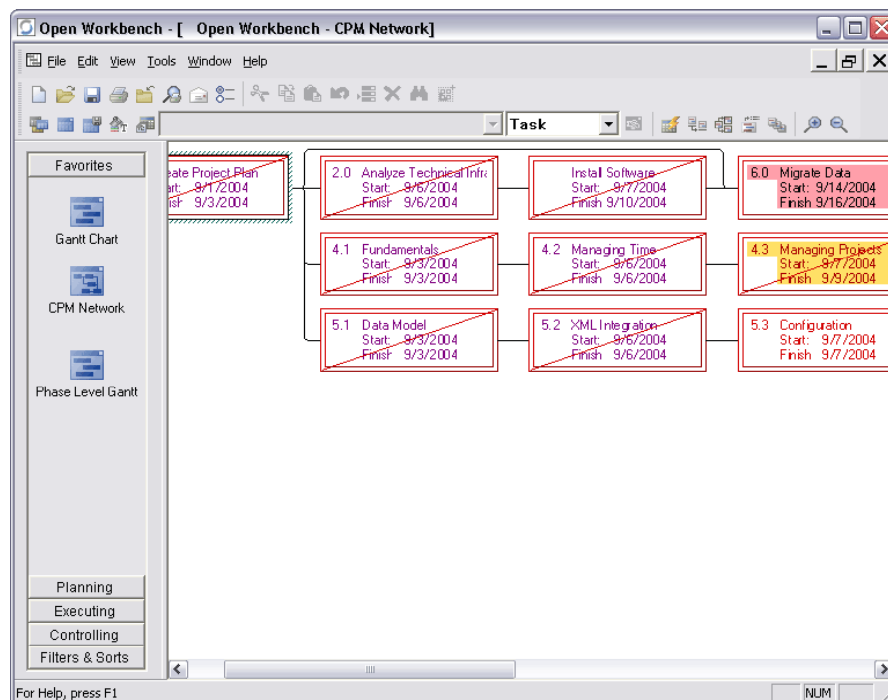 Open Workbench - [   Open Workbench - CPM Network]
File Edit View Tools Window Help
Task
Favorites
Gantt Chart
CPM Network
Phase Level Gantt
Planning
Executing
Controlling
Filters & Sorts
eate Project Plan
art: 9/1/2004
ish 9/3/2004
2.0 Analyze Technical Infra
Start: 9/6/2004
Finish 9/6/2004
Install Software
Start: 9/7/2004
Finish 9/10/2004
6.0 Migrate Data
Start: 9/14/2004
Finish 9/16/2004
4.1 Fundamentals
Start: 9/3/2004
Finish 9/3/2004
4.2 Managing Time
Start: 9/6/2004
Finish 9/6/2004
4.3 Managing Projects
Start: 9/7/2004
Finish 9/9/2004
5.1 Data Model
Start: 9/3/2004
Finish 9/3/2004
5.2 XML Integration
Start: 9/6/2004
Finish 9/6/2004
5.3 Configuration
Start: 9/7/2004
Finish 9/7/2004
For Help, press F1
NUM